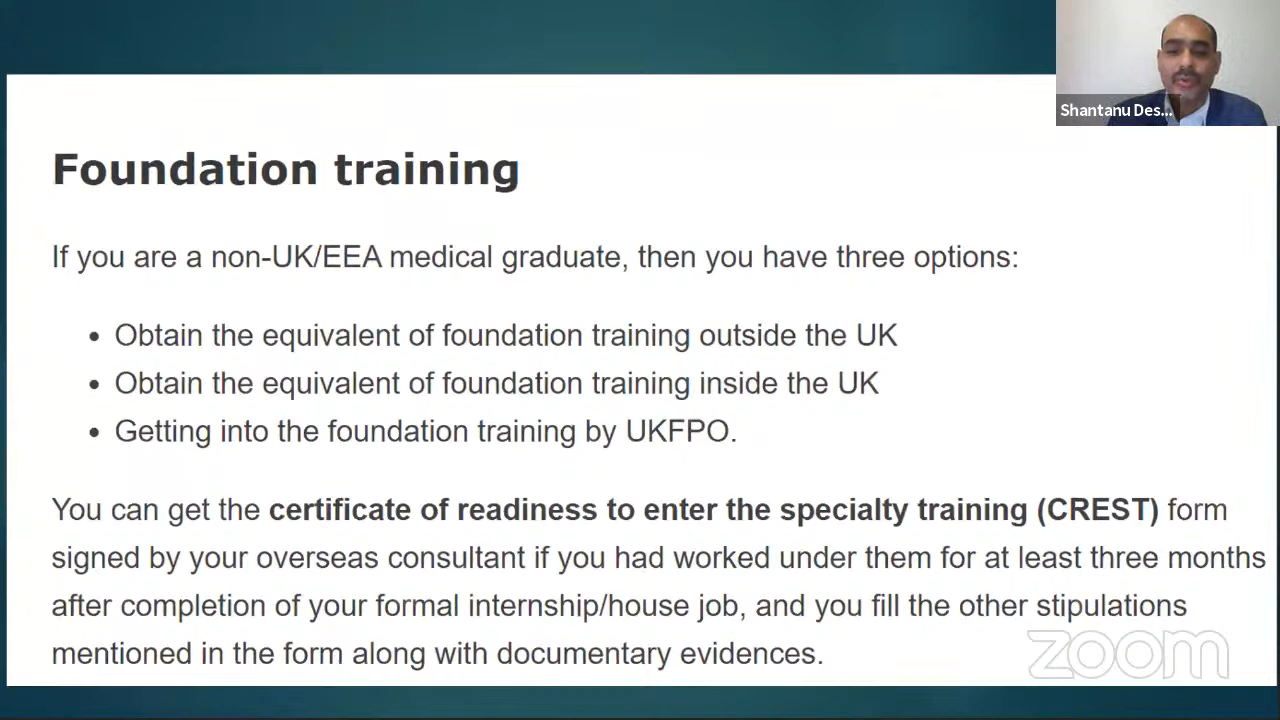 Shantanu Des...
Foundation training
If you are a non-UK/EEA medical graduate, then you have three options:
• Obtain the equivalent of foundation training outside the UK
• Obtain the equivalent of foundation training inside the UK
• Getting into the foundation training by UKFPO.
You can get the certificate of readiness to enter the specialty training (CREST) form
signed by your overseas consultant if you had worked under them for at least three months
after completion of your formal internship/house job, and you fill the other stipulations
mentioned in the form along with documentary evidences.
zoom